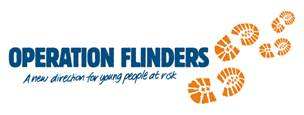 OPERATION FLINDERS
A new direction for young people at risk